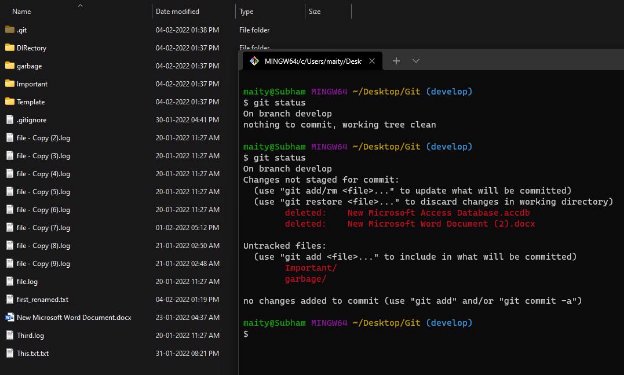 Name Date modified Type Size
.git 04-02-2022 01:38 PM File folder
DIRectory 04-02-2022 01:37 PM File folder
garbage 04-02-2022 01:37 PM
Important 04-02-2022 01:37 PM
Template 04-02-2022 01:37 PM
.gitignore 30-01-2022 04:41 PM
file - Copy (2).log 20-01-2022 11:27 AM
file - Copy (3).log 20-01-2022 11:27 AM
file - Copy (4).log 20-01-2022 11:27 AM
file - Copy (5).log 20-01-2022 11:27 AM
file - Copy (6).log 20-01-2022 11:27 AM
file - Copy (7).log 01-02-2022 05:12 PM
file - Copy (8).log 21-01-2022 02:50 AM
file - Copy (9).log 21-01-2022 02:48 AM
file.log 20-01-2022 11:27 AM
first_renamed.txt 04-02-2022 01:19 PM
New Microsoft Word Document.docx 23-01-2022 04:37 AM
Third.log 20-01-2022 11:27 AM
This.txt.txt 31-01-2022 08:21 PM
MINGW64:/c/Users/maity/Desk
maity@Subham MINGW64 ~/Desktop/Git (develop)
$ git status
On branch develop
nothing to commit, working tree clean
maity@Subham MINGW64 ~/Desktop/Git (develop)
$ git status
On branch develop
Changes not staged for commit:
(use "git add/rm <file>..." to update what will be committed)
(use "git restore <file>..." to discard changes in working directory)
deleted: New Microsoft Access Database.accdb
deleted: New Microsoft Word Document (2).docx
Untracked files:
(use "git add <file>..." to include in what will be committed)
Important/
garbage/
no changes added to commit (use "git add" and/or "git commit -a")
maity@Subham MINGW64 ~/Desktop/Git (develop)
$